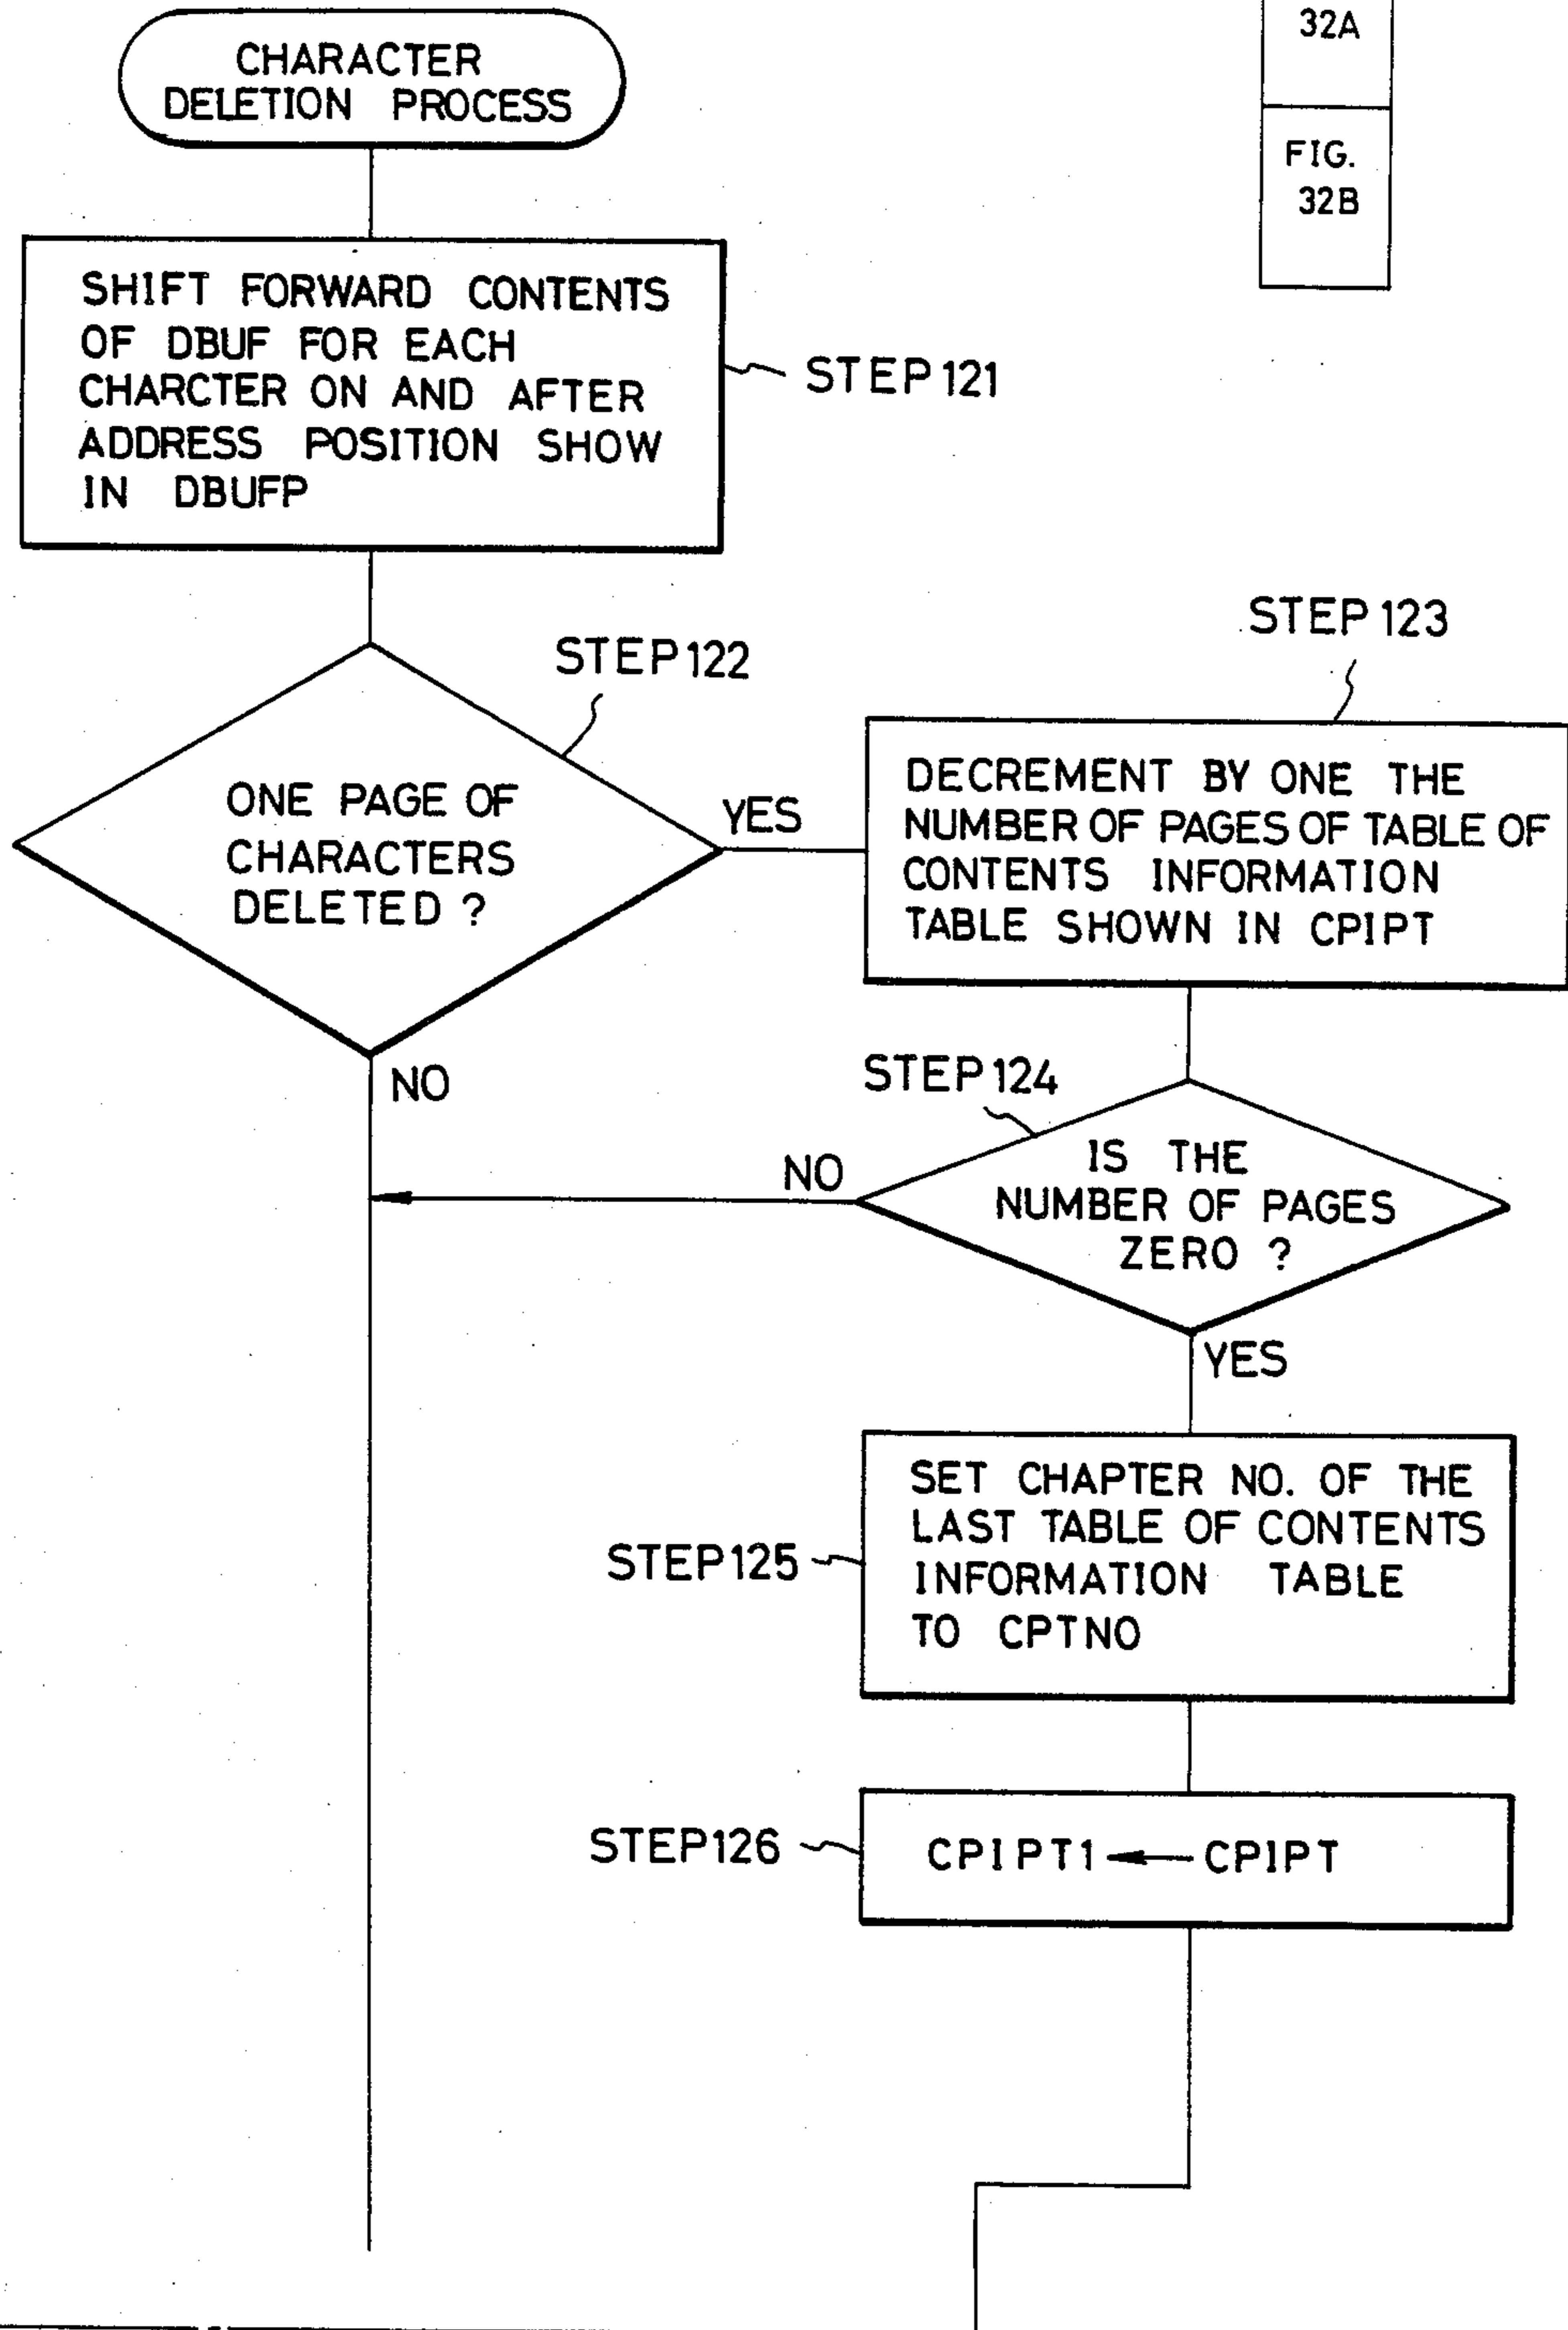 32A
FIG.
32B
CHARACTER
DELETION PROCESS
SHIFT FORWARD CONTENTS
OF DBUF FOR EACH
CHARCTER ON AND AFTER
ADDRESS POSITION SHOW
IN DBUFP
STEP 121
STEP 122
ONE PAGE OF
CHARACTERS
DELETED ?
YES
NO
STEP 123
DECREMENT BY ONE THE
NUMBER OF PAGES OF TABLE OF
CONTENTS INFORMATION
TABLE SHOWN IN CPIPT
STEP 124
IS THE
NUMBER OF PAGES
ZERO ?
NO
YES
STEP 125
SET CHAPTER NO. OF THE
LAST TABLE OF CONTENTS
INFORMATION TABLE
TO CPTNO
STEP 126
CPIPT1 ← CPIPT